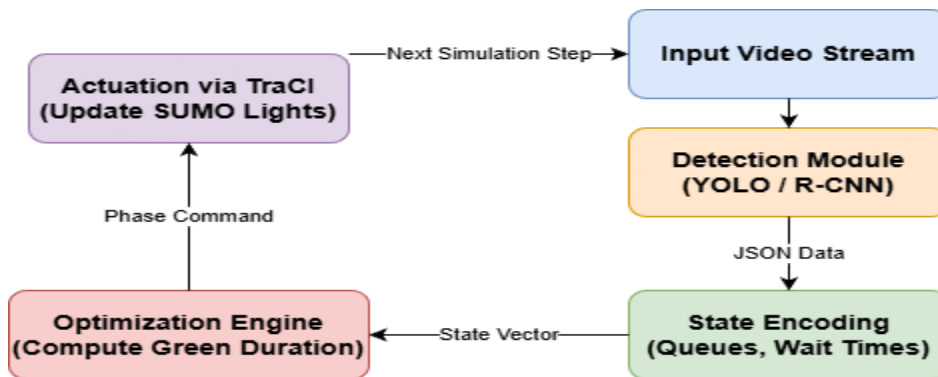 Next Simulation Step
Input Video Stream
Actuation via TraCI
(Update SUMO Lights)
Detection Module
(YOLO / R-CNN)
Phase Command
JSON Data
Optimization Engine
(Compute Green Duration)
State Vector
State Encoding
(Queues, Wait Times)